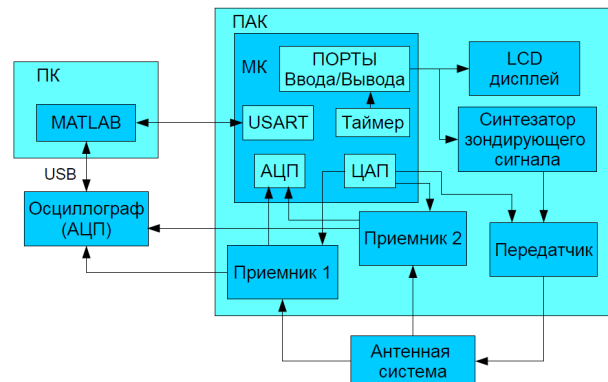 ПАК
МК
ПОРТЫ
Ввода/Вывода
LCD
дисплей
ПК
MATLAB
USART
Таймер
Синтезатор
зондирующего
сигнала
USB
АЦП
ЦАП
Осциллограф
(АЦП)
Приемник 2
Передатчик
Приемник 1
Антенная
система